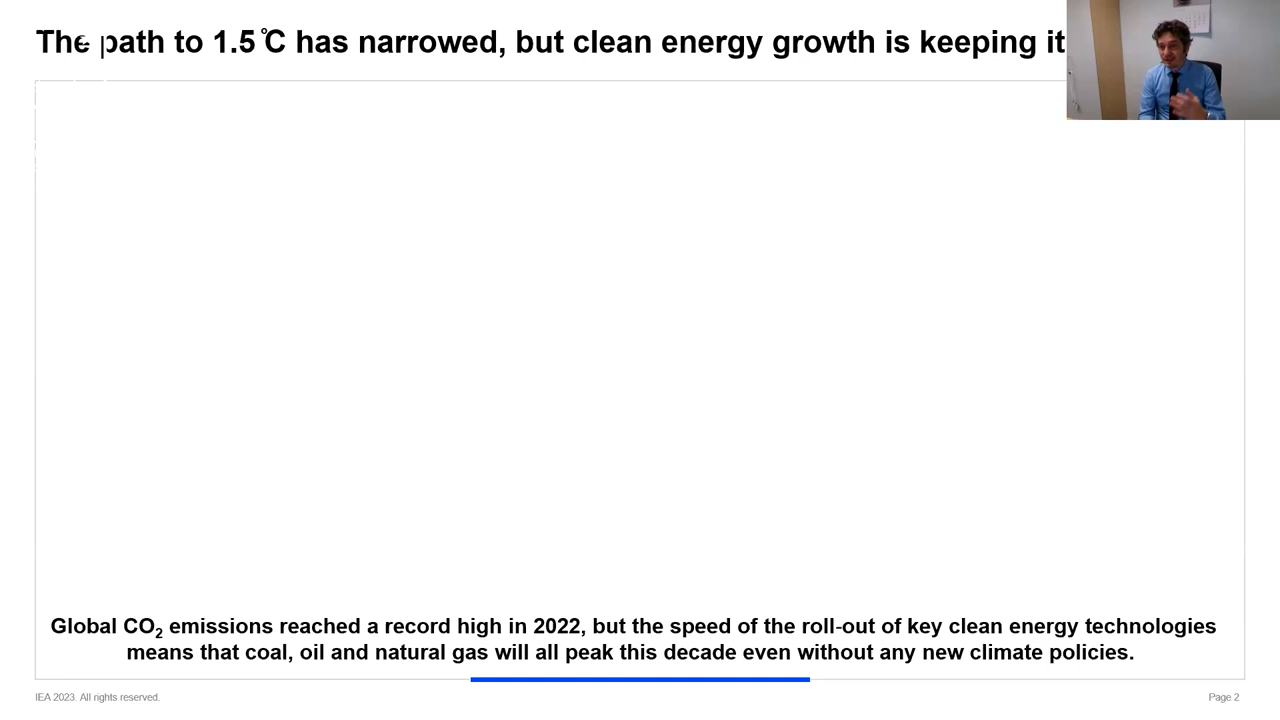 The path to 1.5 °C has narrowed, but clean energy growth is keeping it
Global CO₂ emissions reached a record high in 2022, but the speed of the roll-out of key clean energy technologies
means that coal, oil and natural gas will all peak this decade even without any new climate policies.
IEA 2023. All rights reserved.
Page 2